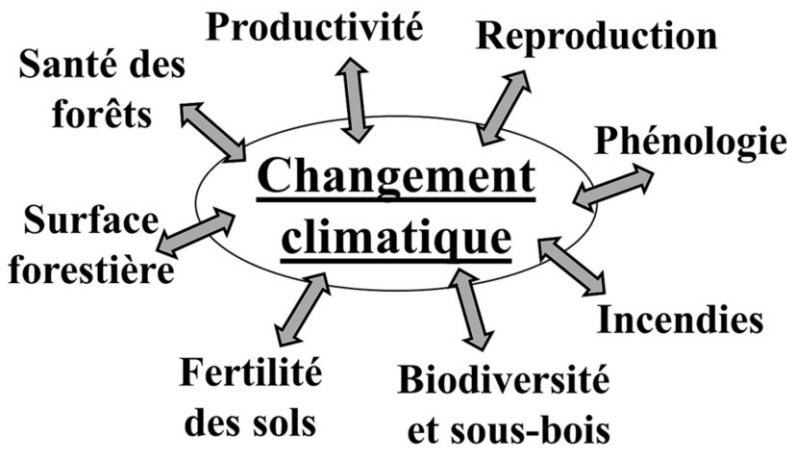 Productivité
Reproduction
Santé des
forêts
Phénologie
Changement
climatique
Surface
forestière
Incendies
Fertilité
des sols
Biodiversité
et sous-bois